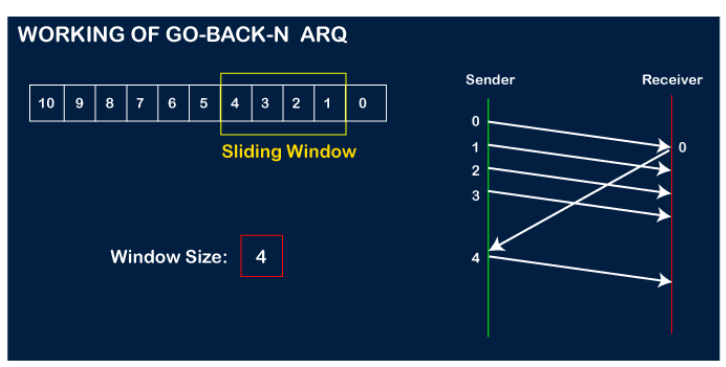 WORKING OF GO-BACK-N ARQ
10 9 8 7 6 5 4 3 2 1 0
Sliding Window
Window Size: 4
Sender Receiver
0
1 0
2
3
4